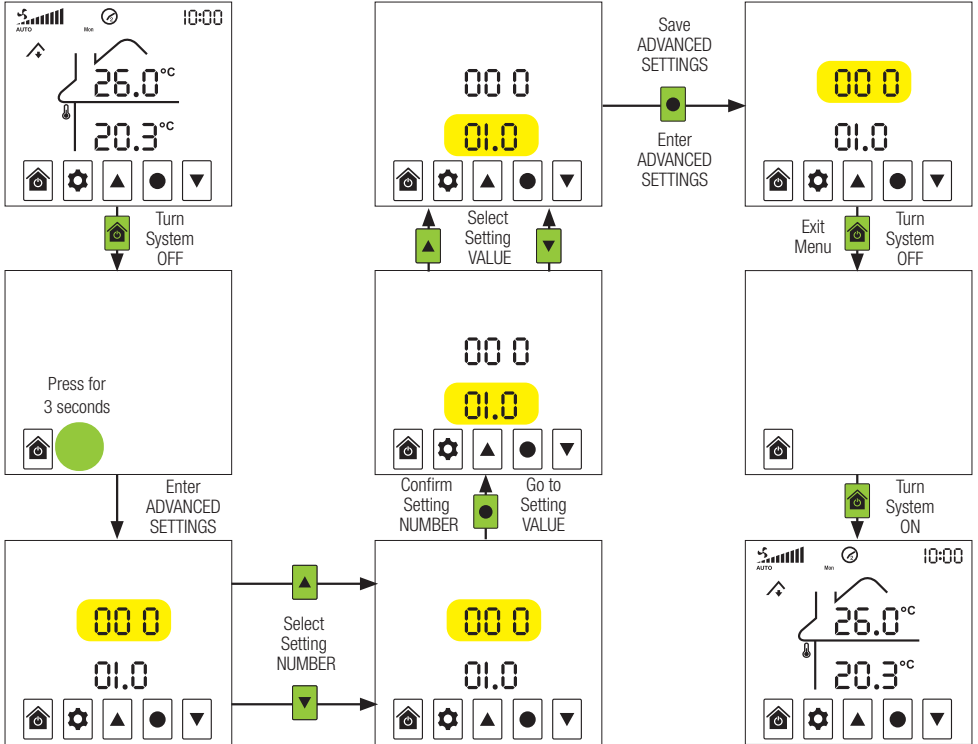 AUTO
Mon
10:00
26.0°C
20.3°C
Turn
System
OFF
Press for
3 seconds
Enter
ADVANCED
SETTINGS
00 0
01.0
Select
Setting
NUMBER
00 0
01.0
Confirm
Setting
NUMBER
Go to
Setting
VALUE
00 0
01.0
Select
Setting
VALUE
00 0
01.0
Save
ADVANCED
SETTINGS
Enter
ADVANCED
SETTINGS
00 0
01.0
Exit
Menu
Turn
System
OFF
Turn
System
ON
AUTO
Mon
10:00
26.0°C
20.3°C